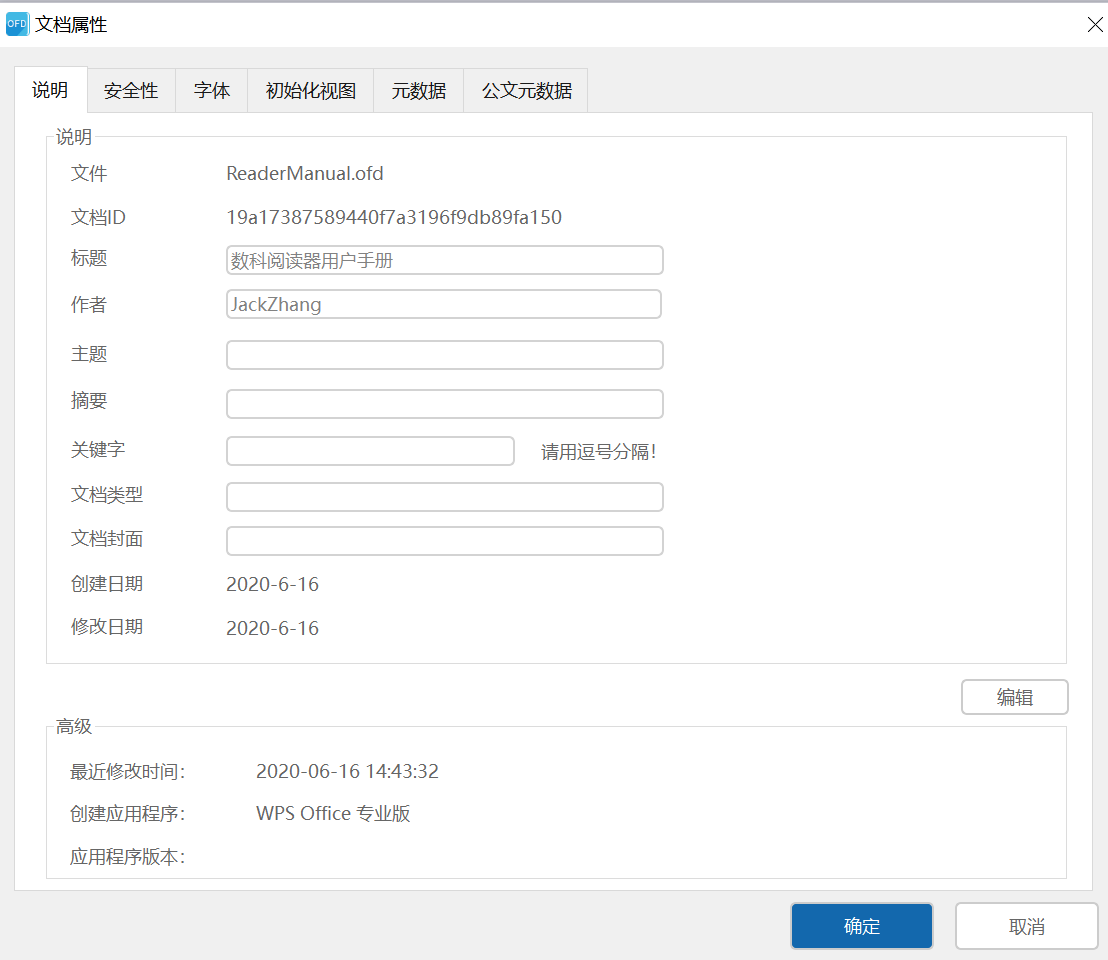 OFD 文档属性
说明 安全性 字体 初始化视图 元数据 公文元数据
说明
文件 ReaderManual.ofd
文档ID 19a17387589440f7a3196f9db89fa150
标题 数科阅读器用户手册
作者 JackZhang
主题
摘要
关键字 请用逗号分隔!
文档类型
文档封面
创建日期 2020-6-16
修改日期 2020-6-16
编辑
高级
最近修改时间: 2020-06-16 14:43:32
创建应用程序: WPS Office 专业版
应用程序版本:
确定 取消